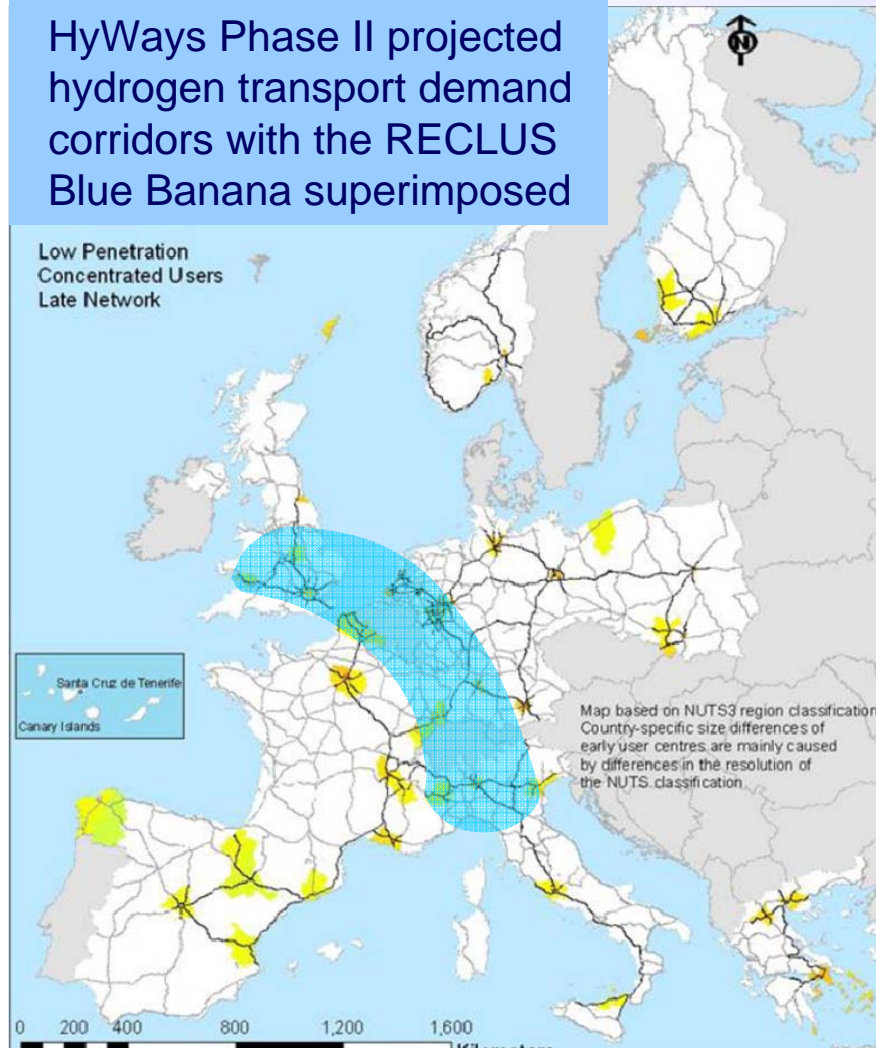 HyWays Phase II projected
hydrogen transport demand
corridors with the RECLUS
Blue Banana superimposed
N
Low Penetration
Concentrated Users
Late Network
Santa Cruz de Tenerife
Canary Islands
Map based on NUTS3 region classification
Country-specific size differences of
early user centres are mainly caused
by differences in the resolution of
the NUTS classification
0 200 400 800 1,200 1,600
Kilometers